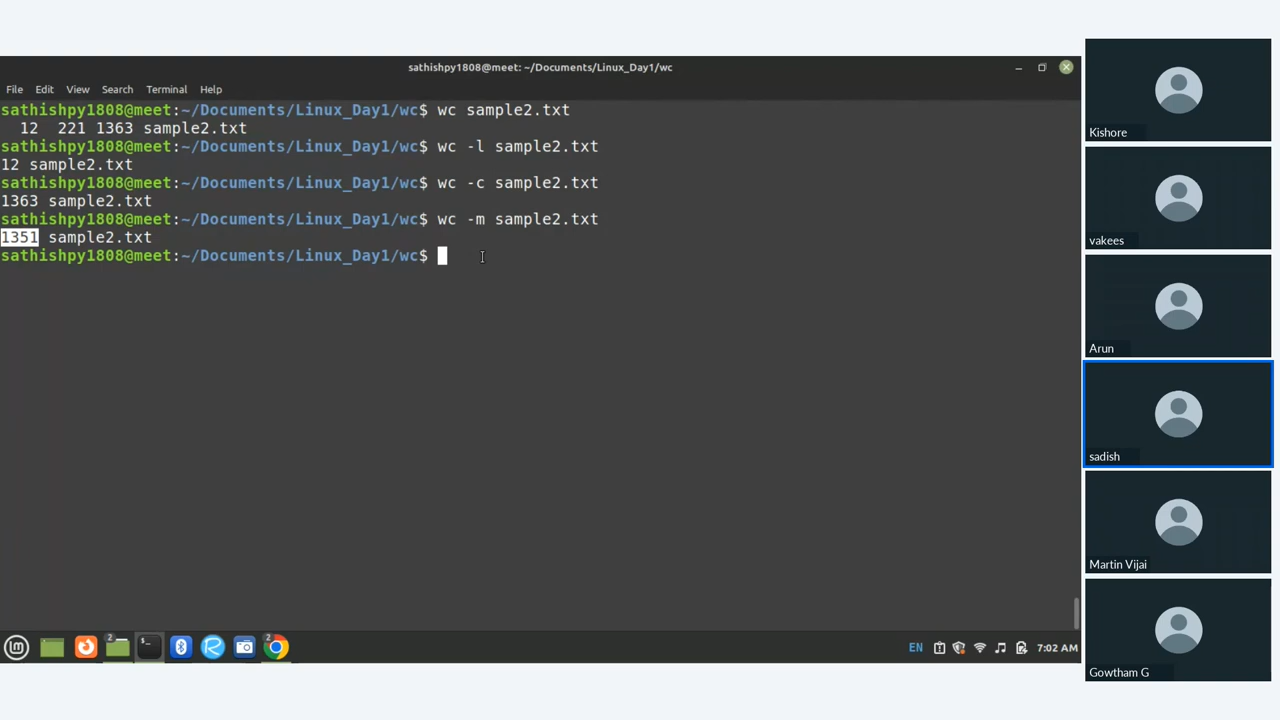 sathishpy1808@meet: ~/Documents/Linux_Day1/wc
File Edit View Search Terminal Help
sathishpy1808@meet:~/Documents/Linux_Day1/wc$ wc sample2.txt
12 221 1363 sample2.txt
sathishpy1808@meet:~/Documents/Linux_Day1/wc$ wc -l sample2.txt
12 sample2.txt
sathishpy1808@meet:~/Documents/Linux_Day1/wc$ wc -c sample2.txt
1363 sample2.txt
sathishpy1808@meet:~/Documents/Linux_Day1/wc$ wc -m sample2.txt
1351 sample2.txt
sathishpy1808@meet:~/Documents/Linux_Day1/wc$
2
2
EN
7:02 AM
Kishore
vakees
Arun
sadish
Martin Vijai
Gowtham G